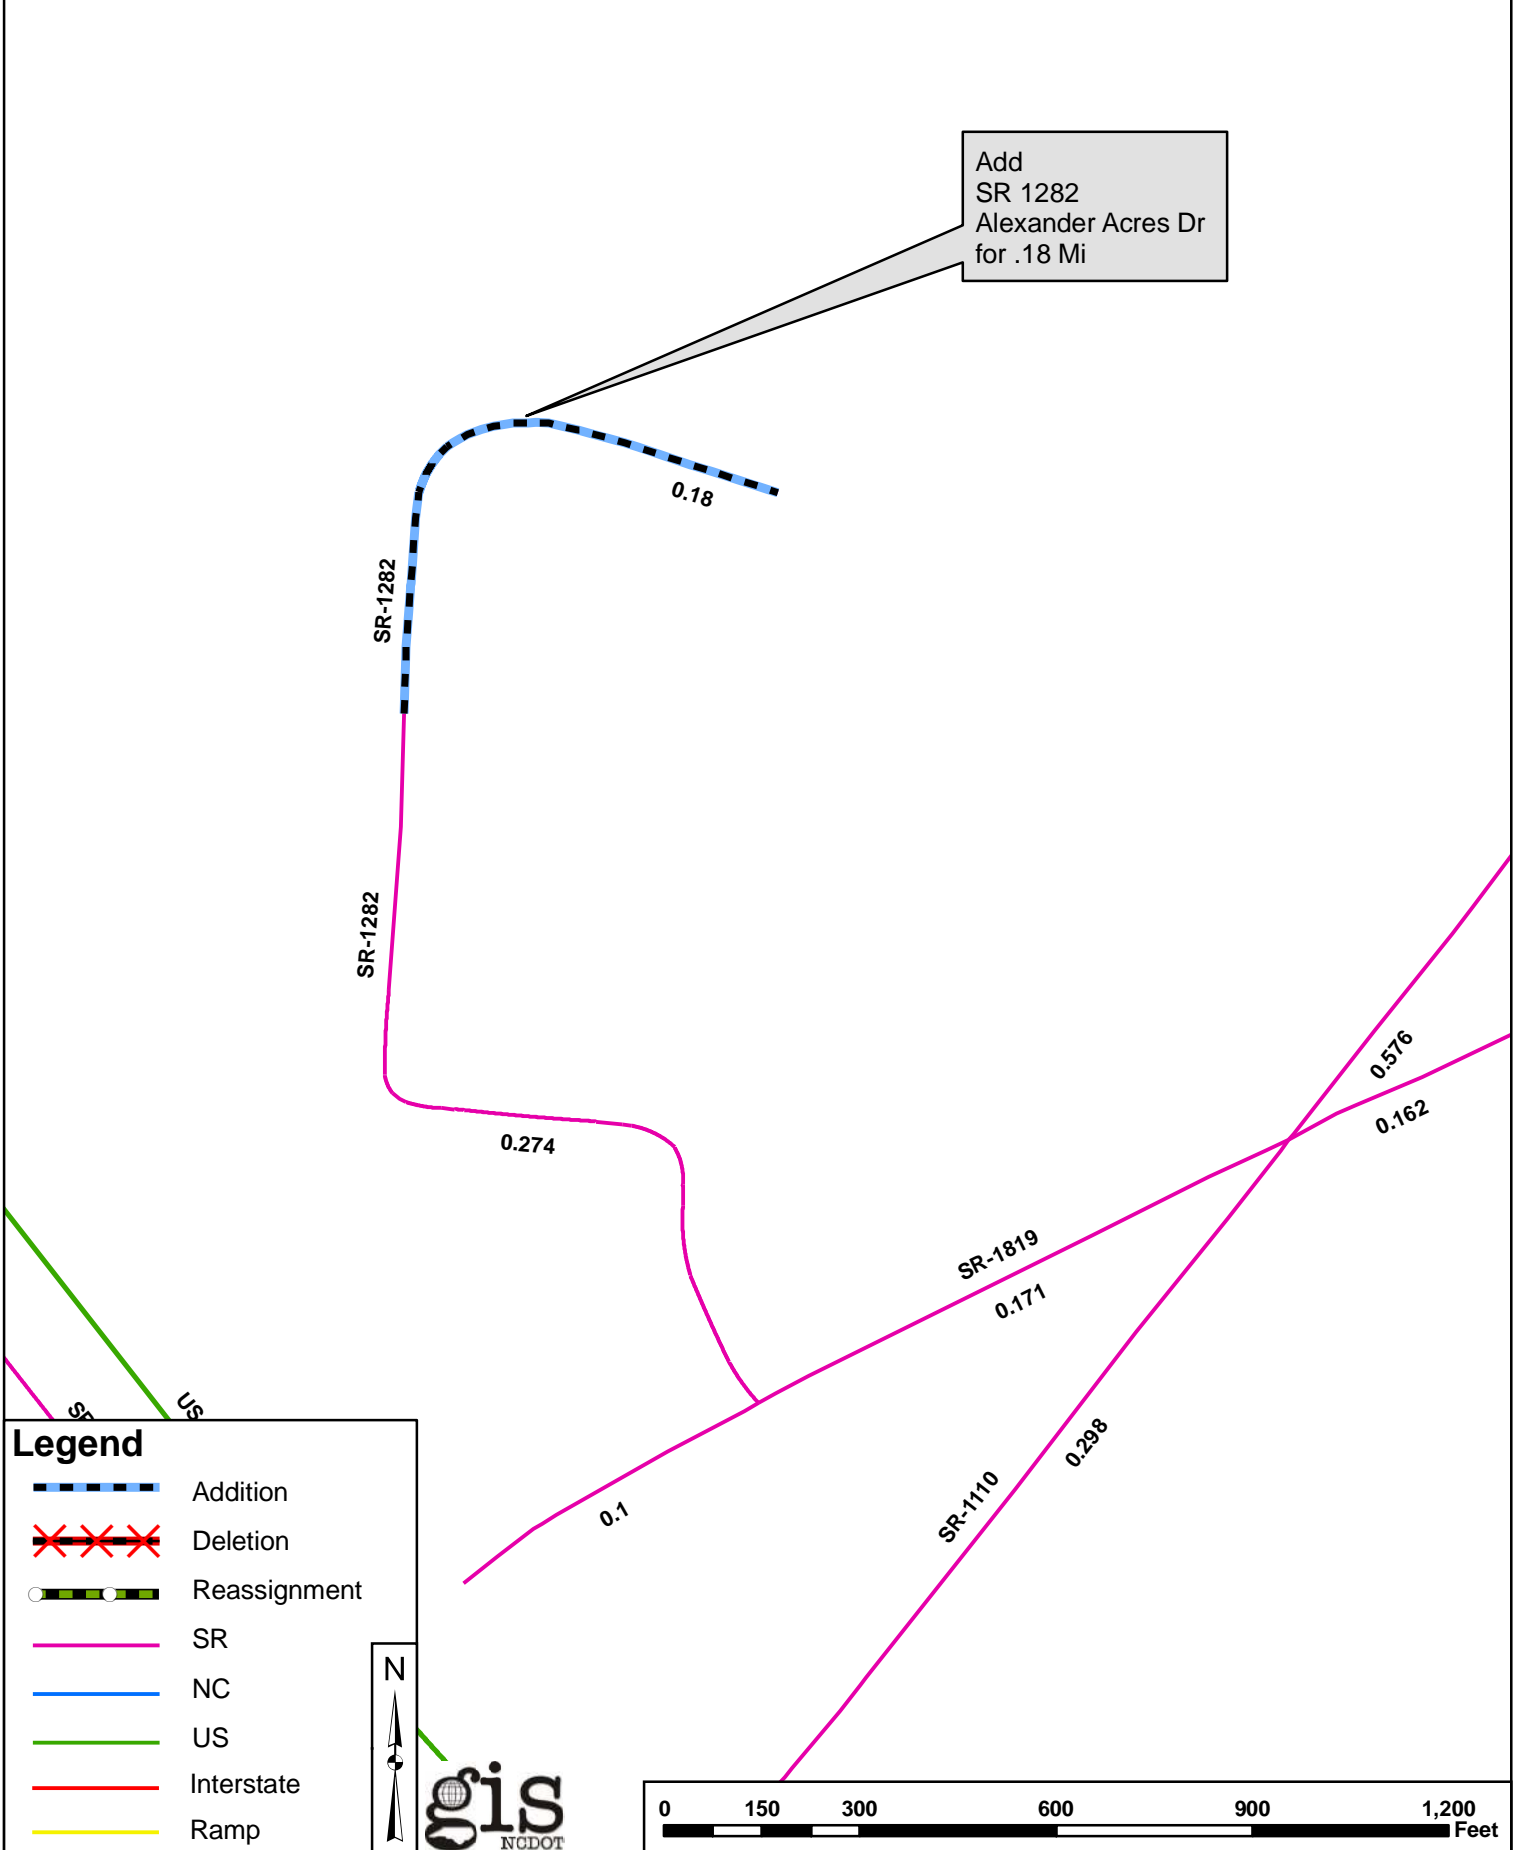 Add
SR 1282
Alexander Acres Dr
for .18 Mi
0.18
SR-1282
SR-1282
0.274
0.576
0.162
SR-1819
0.171
0.298
SR-1110
0.1
US
Legend
Addition
Deletion
Reassignment
SR
NC
US
Interstate
Ramp
N
gis
NCDOT
0 150 300 600 900 1,200
Feet